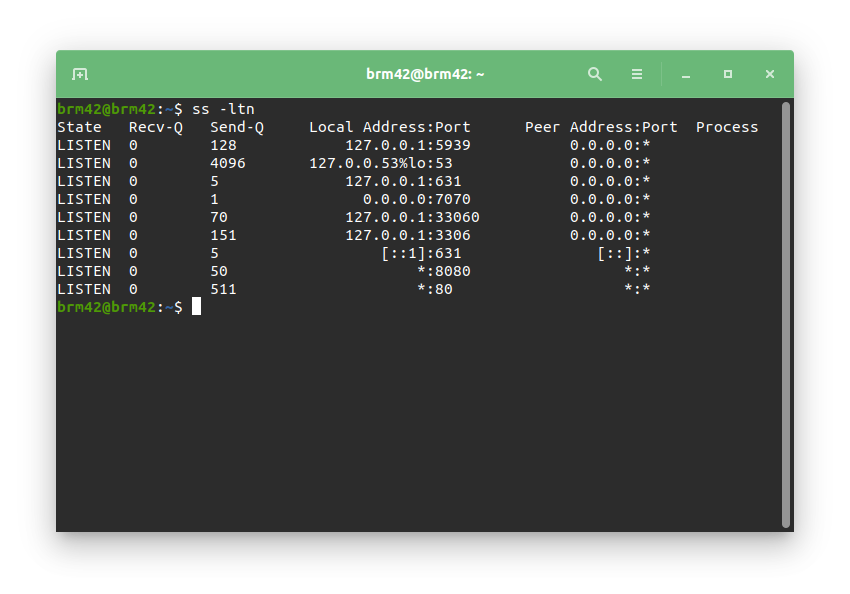 brm42@brm42: ~
brm42@brm42:~$ ss -ltn
State   Recv-Q   Send-Q     Local Address:Port      Peer Address:Port  Process
LISTEN  0        128            127.0.0.1:5939           0.0.0.0:*
LISTEN  0        4096       127.0.0.53%lo:53             0.0.0.0:*
LISTEN  0        5              127.0.0.1:631            0.0.0.0:*
LISTEN  0        1                0.0.0.0:7070           0.0.0.0:*
LISTEN  0        70             127.0.0.1:33060          0.0.0.0:*
LISTEN  0        151            127.0.0.1:3306           0.0.0.0:*
LISTEN  0        5                  [::1]:631               [::]:*
LISTEN  0        50                     *:8080                 *:*
LISTEN  0        511                    *:80                   *:*
brm42@brm42:~$